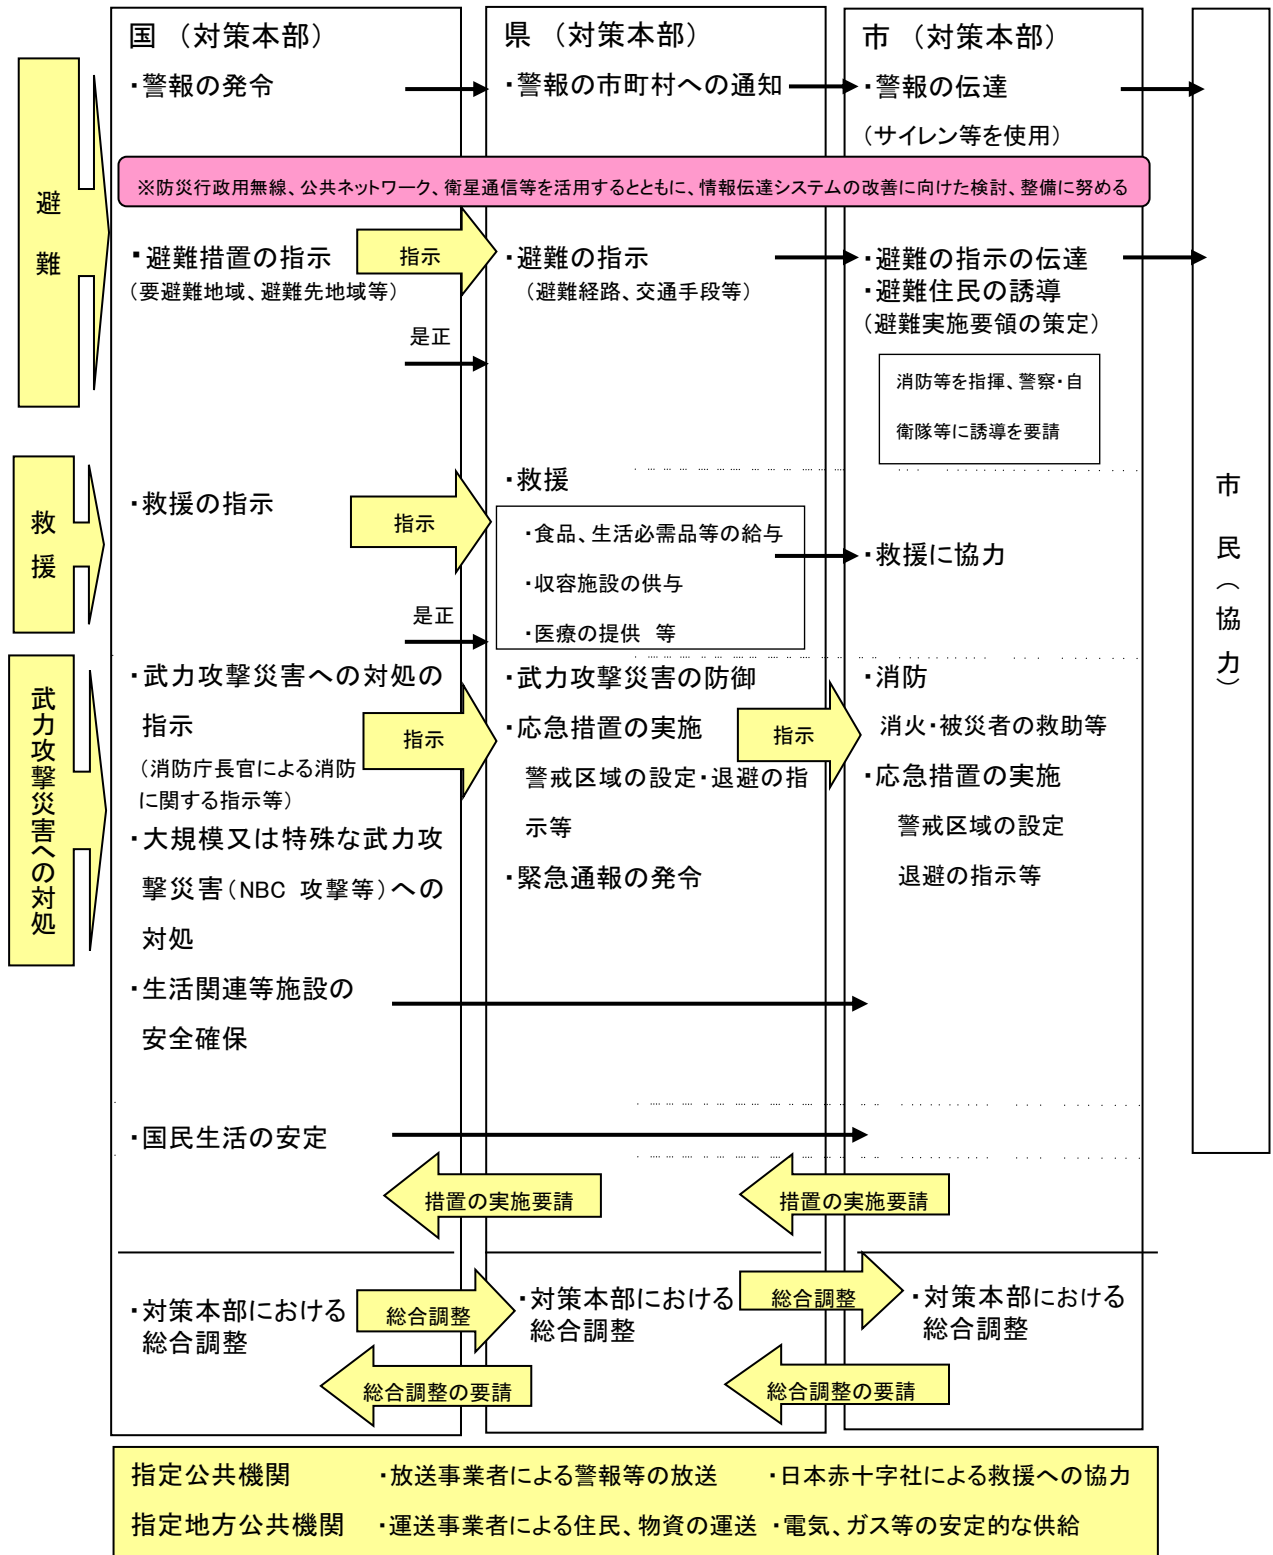 国 （対策本部）
・警報の発令
県 （対策本部）
・警報の市町村への通知
市 （対策本部）
・警報の伝達
(サイレン等を使用)
避難
※防災行政用無線、公共ネットワーク、衛星通信等を活用するとともに、情報伝達システムの改善に向けた検討、整備に努める
・避難措置の指示
(要避難地域、避難先地域等)
指示
是正
・避難の指示
(避難経路、交通手段等)
・避難の指示の伝達
・避難住民の誘導
(避難実施要領の策定)
消防等を指揮、警察・自
衛隊等に誘導を要請
救援
・救援の指示
指示
是正
・救援
・食品、生活必需品等の給与
・収容施設の供与
・医療の提供 等
・救援に協力
市民（協力）
武力攻撃災害への対処
・武力攻撃災害への対処の
指示
(消防庁長官による消防
に関する指示等)
・大規模又は特殊な武力攻
撃災害(NBC 攻撃等)への
対処
・生活関連等施設の
安全確保
指示
・武力攻撃災害の防御
・応急措置の実施
警戒区域の設定・退避の指
示等
・緊急通報の発令
指示
・消防
消火・被災者の救助等
・応急措置の実施
警戒区域の設定
退避の指示等
・国民生活の安定
措置の実施要請
措置の実施要請
・対策本部における
総合調整
総合調整
総合調整の要請
・対策本部における
総合調整
総合調整
総合調整の要請
・対策本部における
総合調整
指定公共機関 ・放送事業者による警報等の放送 ・日本赤十字社による救援への協力
指定地方公共機関 ・運送事業者による住民、物資の運送 ・電気、ガス等の安定的な供給